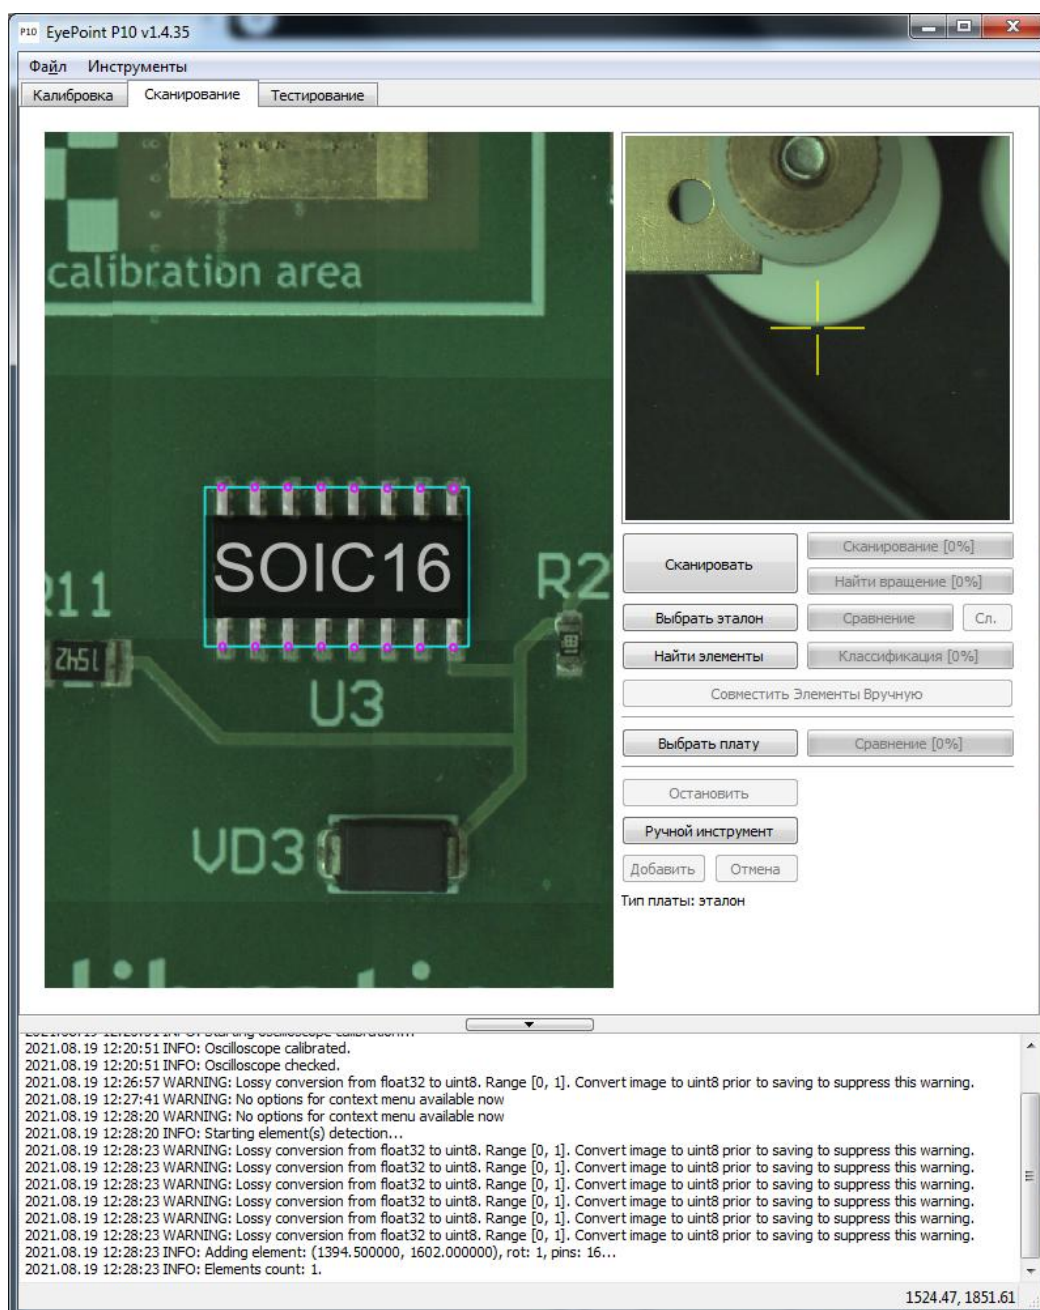 P10 EyePoint P10 v1.4.35
Файл Инструменты
Калибровка Сканирование Тестирование
calibration area
SOIC16
R2
R11
1542
U3
VD3
Сканировать
Сканирование [0%]
Найти вращение [0%]
Выбрать эталон Сравнение Сл.
Найти элементы Классификация [0%]
Совместить Элементы Вручную
Выбрать плату Сравнение [0%]
Остановить
Ручной инструмент
Добавить Отмена
Тип платы: эталон
2021.08.19 12:20:51 INFO: Starting oscilloscope calibration...
2021.08.19 12:20:51 INFO: Oscilloscope calibrated.
2021.08.19 12:20:51 INFO: Oscilloscope checked.
2021.08.19 12:26:57 WARNING: Lossy conversion from float32 to uint8. Range [0, 1]. Convert image to uint8 prior to saving to suppress this warning.
2021.08.19 12:27:41 WARNING: No options for context menu available now
2021.08.19 12:28:20 WARNING: No options for context menu available now
2021.08.19 12:28:20 INFO: Starting element(s) detection...
2021.08.19 12:28:23 WARNING: Lossy conversion from float32 to uint8. Range [0, 1]. Convert image to uint8 prior to saving to suppress this warning.
2021.08.19 12:28:23 WARNING: Lossy conversion from float32 to uint8. Range [0, 1]. Convert image to uint8 prior to saving to suppress this warning.
2021.08.19 12:28:23 WARNING: Lossy conversion from float32 to uint8. Range [0, 1]. Convert image to uint8 prior to saving to suppress this warning.
2021.08.19 12:28:23 WARNING: Lossy conversion from float32 to uint8. Range [0, 1]. Convert image to uint8 prior to saving to suppress this warning.
2021.08.19 12:28:23 WARNING: Lossy conversion from float32 to uint8. Range [0, 1]. Convert image to uint8 prior to saving to suppress this warning.
2021.08.19 12:28:23 WARNING: Lossy conversion from float32 to uint8. Range [0, 1]. Convert image to uint8 prior to saving to suppress this warning.
2021.08.19 12:28:23 INFO: Adding element: (1394.500000, 1602.000000), rot: 1, pins: 16...
2021.08.19 12:28:23 INFO: Elements count: 1.
1524.47, 1851.61